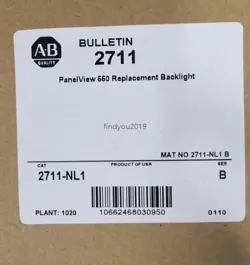 BULLETIN
A-B
QUALITY
2711
PanelView 550 Replacement Backlight
findyou2019
MAT NO 2711-NL1 B
CAT
PRODUCT OF USA
SER
2711-NL1
B
PLANT: 1020
10662468030950
0110